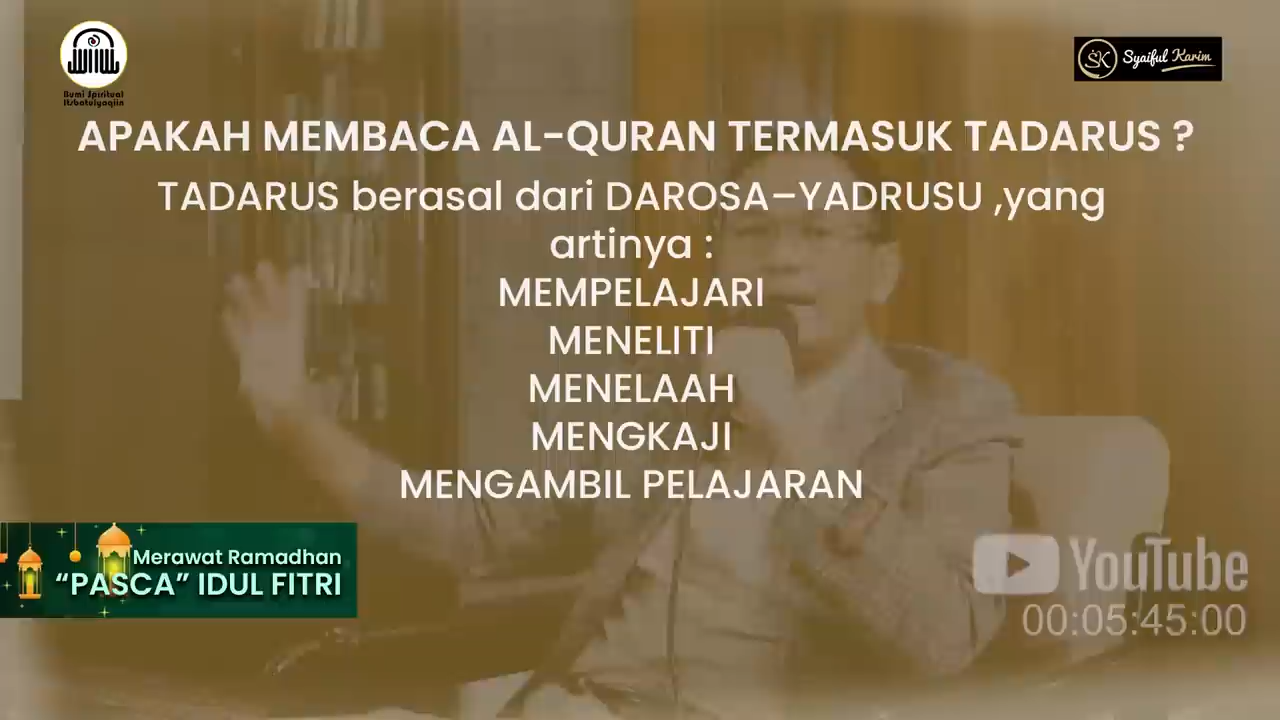 Bumi Spiritual
Itsbatulyaqiin
SK Syaiful Karim
APAKAH MEMBACA AL-QURAN TERMASUK TADARUS ?
TADARUS berasal dari DAROSA–YADRUSU ,yang
artinya :
MEMPELAJARI
MENELITI
MENELAAH
MENGKAJI
MENGAMBIL PELAJARAN
Merawat Ramadhan
“PASCA” IDUL FITRI
YouTube
00:05:45:00